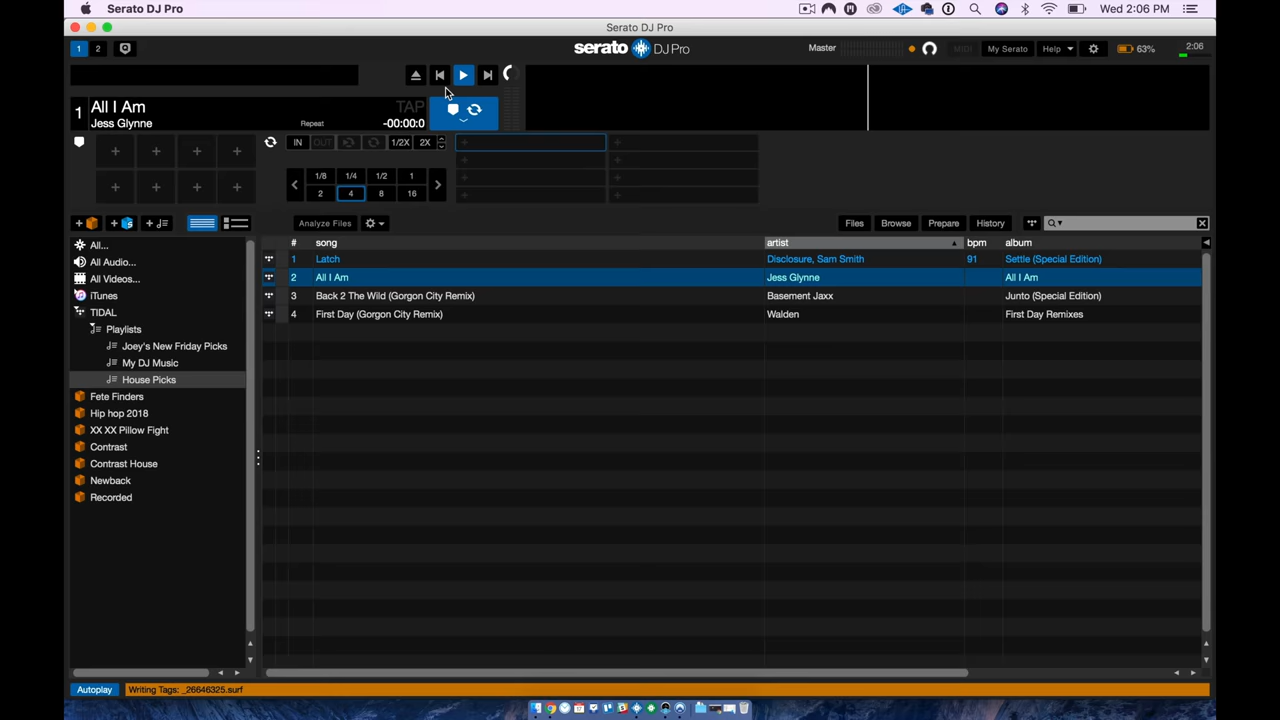 Serato DJ Pro
Wed 2:06 PM
Serato DJ Pro
1 2
serato DJ Pro
Master
MIDI
My Serato
Help
63%
2:06
1
All I Am
TAP
Jess Glynne
Repeat
-00:00:0
IN OUT 1/2X 2X
1/8 1/4 1/2 1
2 4 8 16
Analyze Files
Files
Browse
Prepare
History
# song artist bpm album
1 Latch Disclosure, Sam Smith 91 Settle (Special Edition)
2 All I Am Jess Glynne All I Am
3 Back 2 The Wild (Gorgon City Remix) Basement Jaxx Junto (Special Edition)
4 First Day (Gorgon City Remix) Walden First Day Remixes
All...
All Audio...
All Videos...
iTunes
TIDAL
Playlists
Joey's New Friday Picks
My DJ Music
House Picks
Fete Finders
Hip hop 2018
XX XX Pillow Fight
Contrast
Contrast House
Newback
Recorded
Autoplay
Writing Tags: _26646325.surf